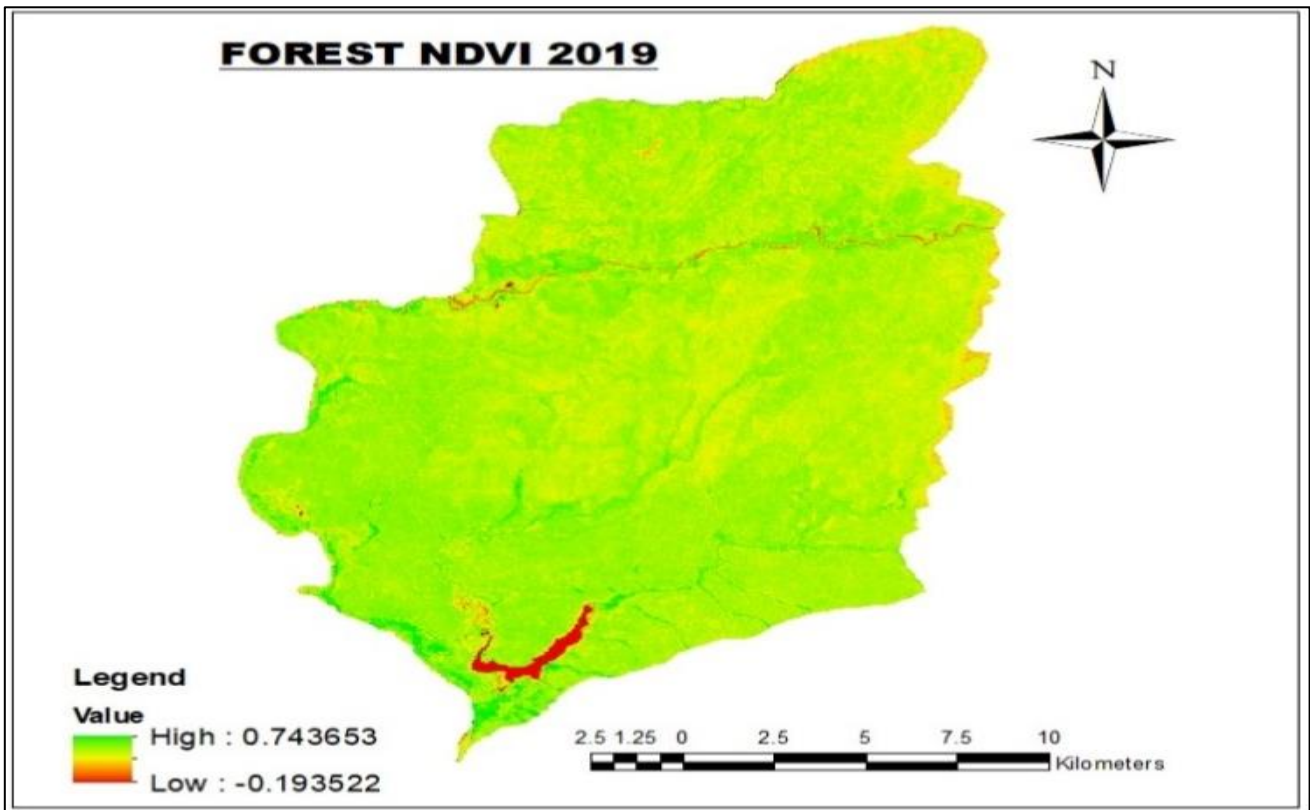 FOREST NDVI 2019
N
Legend
Value
High : 0.743653
Low : -0.193522
2.5 1.25 0 2.5 5 7.5 10
Kilometers